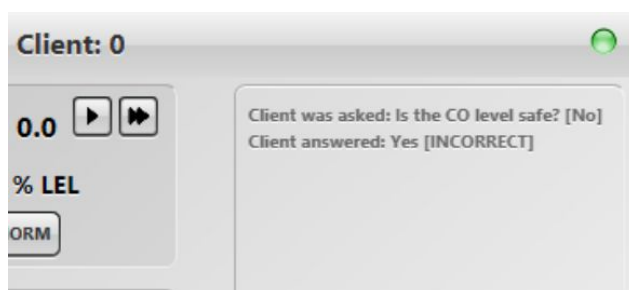 Client: 0
0.0
% LEL
ORM
Client was asked: Is the CO level safe? [No]
Client answered: Yes [INCORRECT]